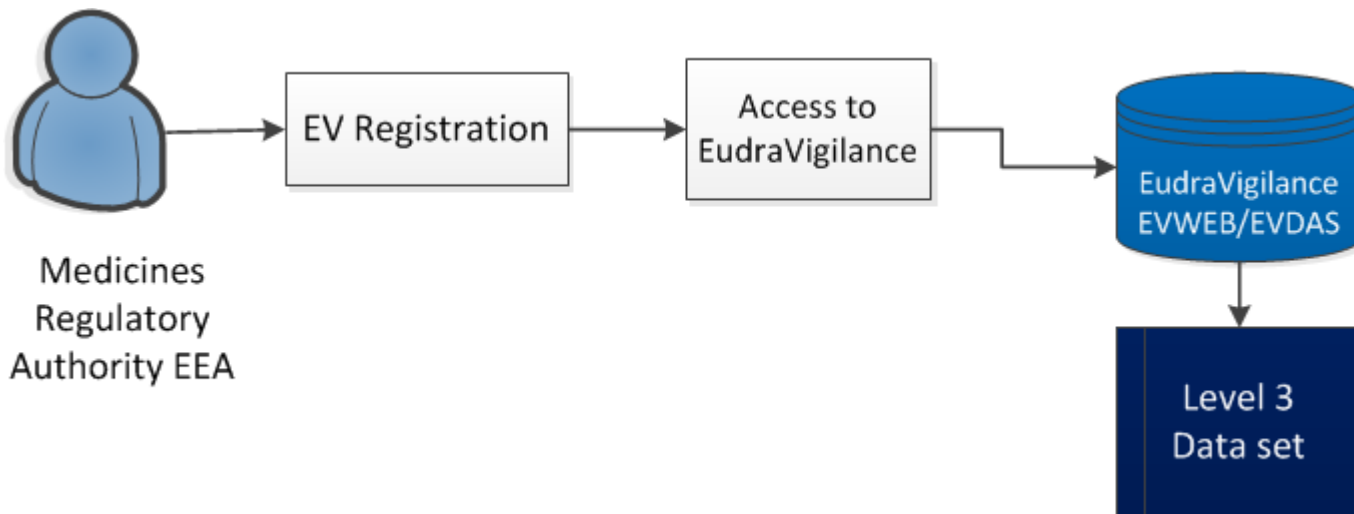 Medicines
Regulatory
Authority EEA
EV Registration
Access to
EudraVigilance
EudraVigilance
EVWEB/EVDAS
Level 3
Data set